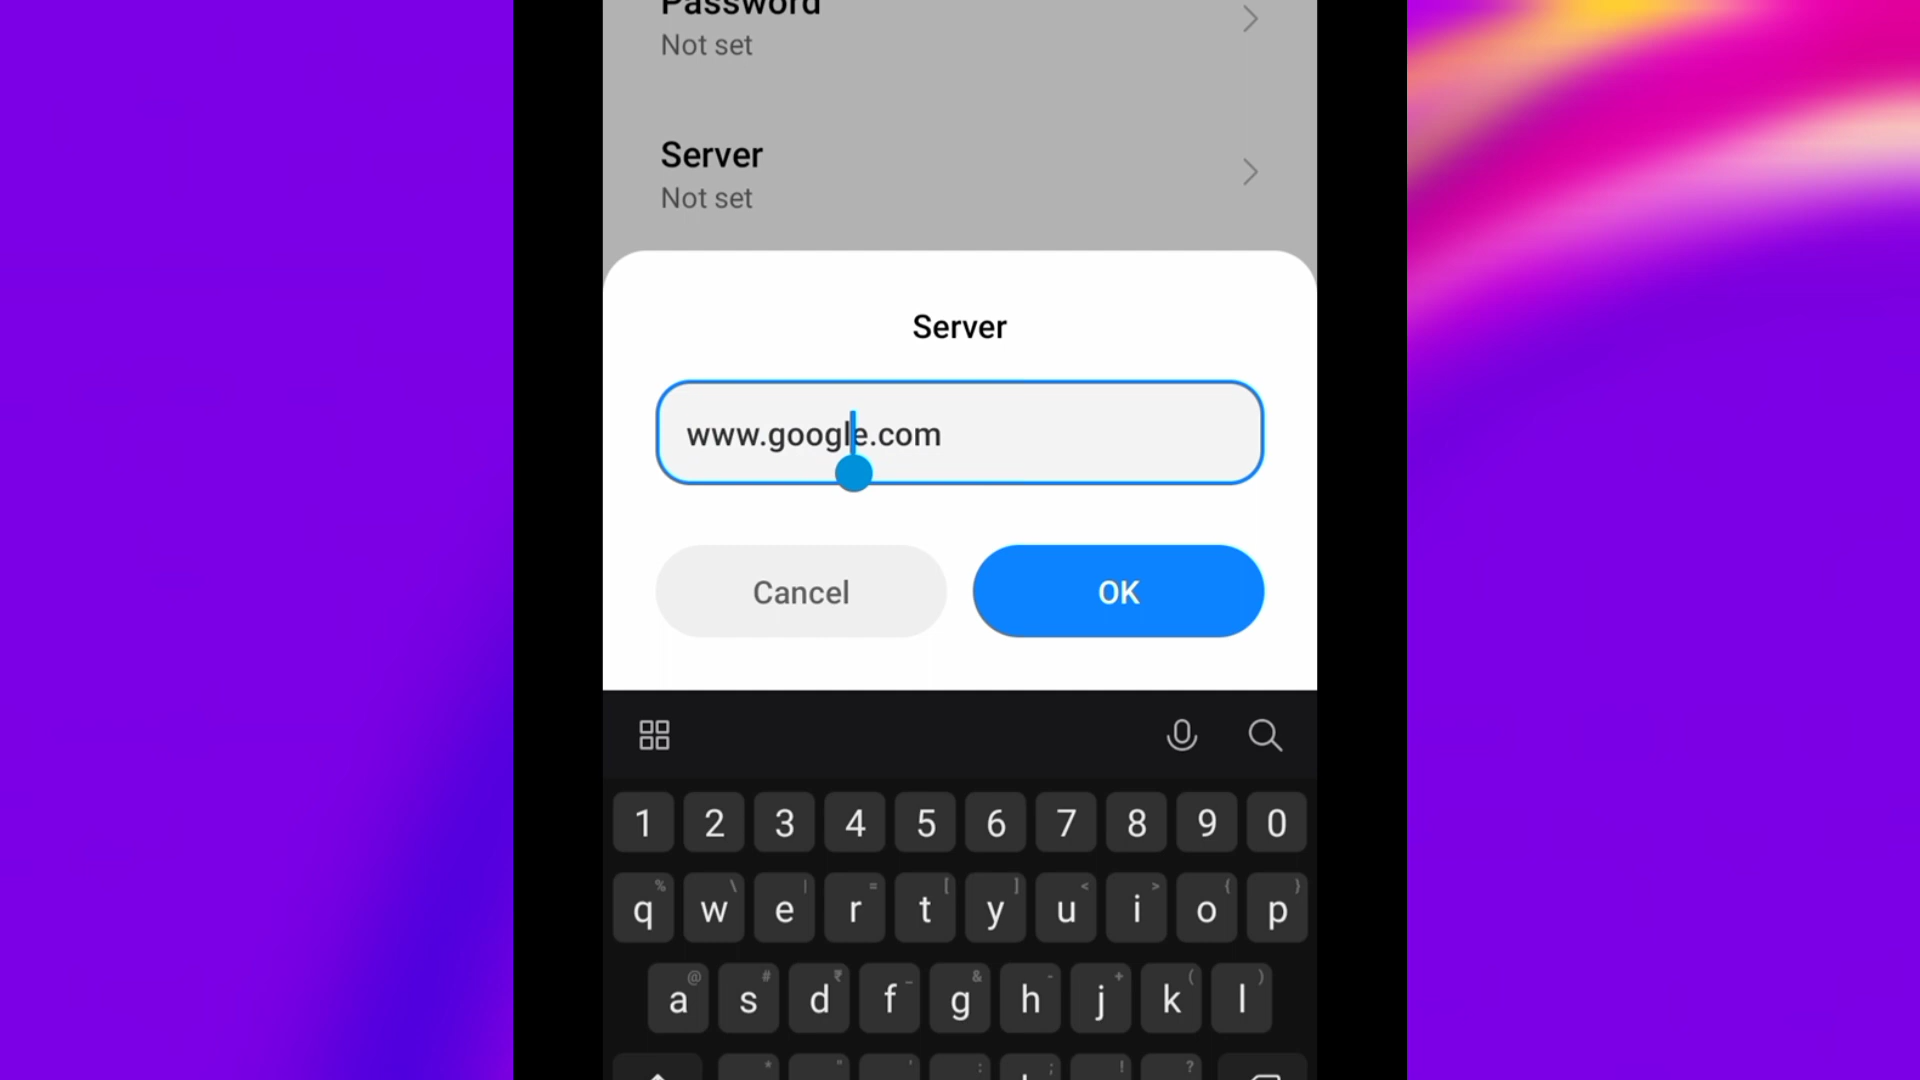 Password
Not set
Server
Not set
Server
www.google.com
Cancel
OK
1 2 3 4 5 6 7 8 9 0
% \ | = [ ] < > { }
q w e r t y u i o p
@ # ₹ _ & - + ( )
a s d f g h j k l
* " ' : ; ! ?